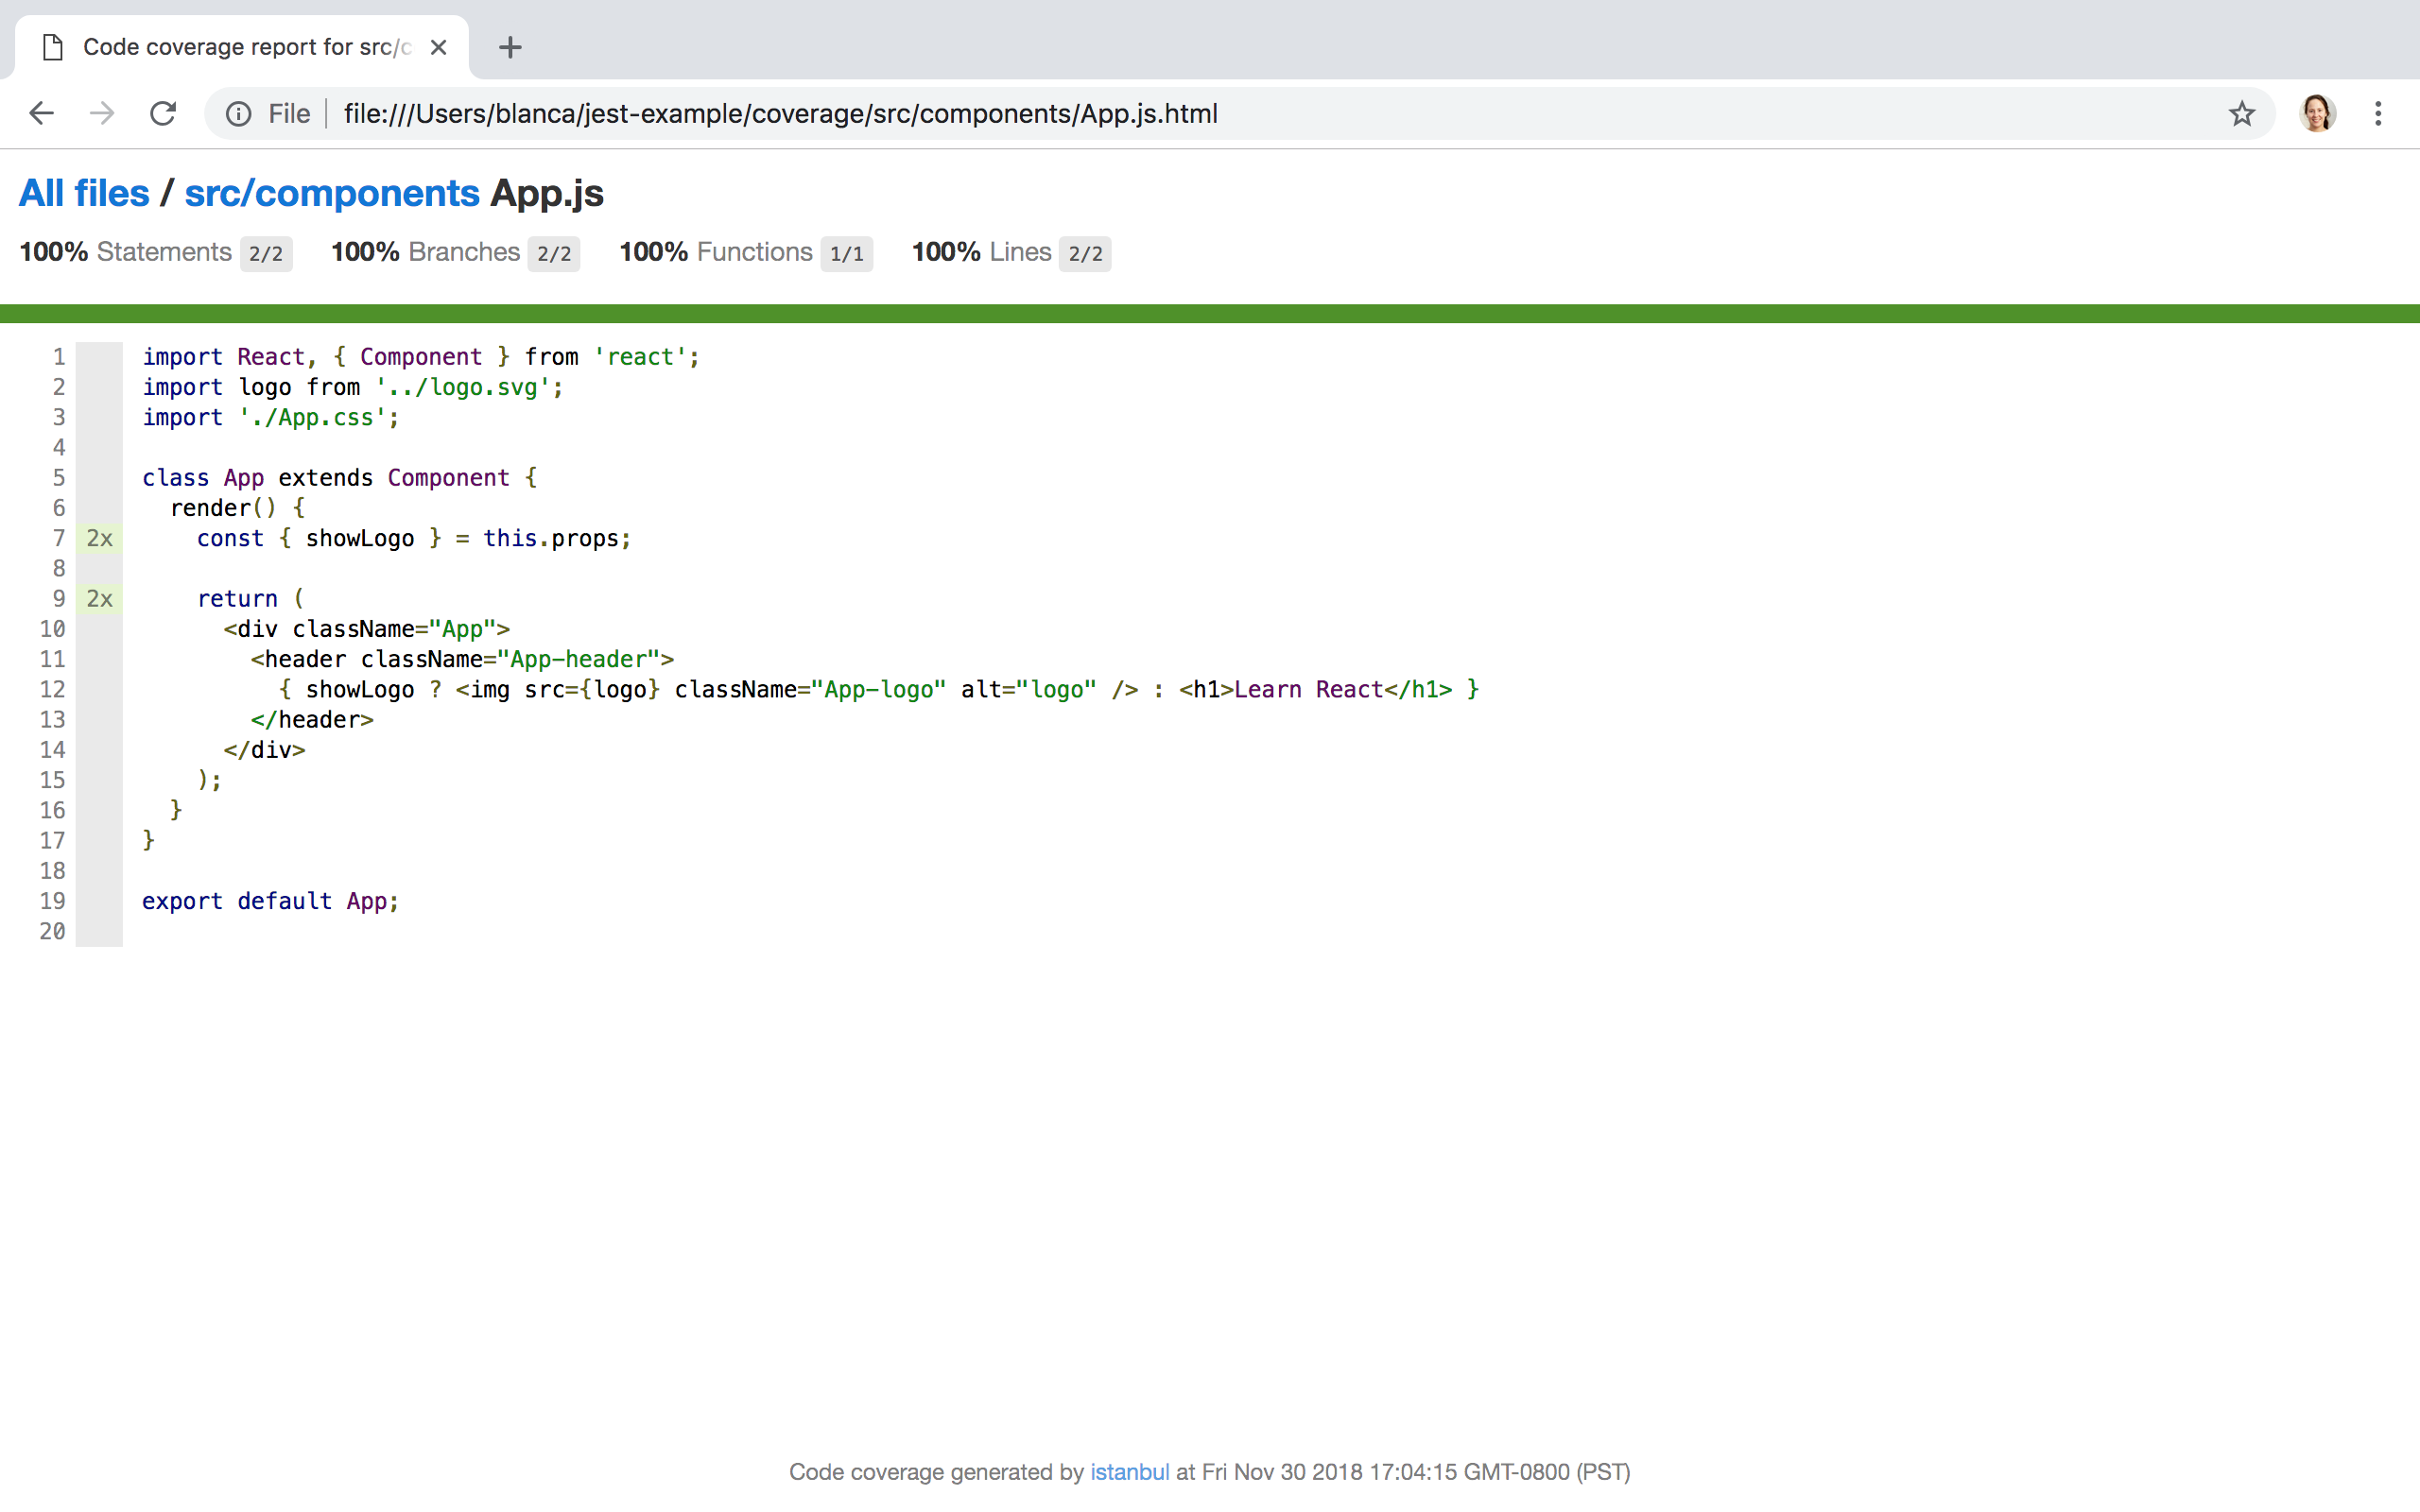 Code coverage report for src/c
File file:///Users/blanca/jest-example/coverage/src/components/App.js.html
All files / src/components App.js
100% Statements 2/2 100% Branches 2/2 100% Functions 1/1 100% Lines 2/2
1 import React, { Component } from 'react';
2 import logo from '../logo.svg';
3 import './App.css';
4
5 class App extends Component {
6 render() {
7 2x const { showLogo } = this.props;
8
9 2x return (
10 <div className="App">
11 <header className="App-header">
12 { showLogo ? <img src={logo} className="App-logo" alt="logo" /> : <h1>Learn React</h1> }
13 </header>
14 </div>
15 );
16 }
17 }
18
19 export default App;
20
Code coverage generated by istanbul at Fri Nov 30 2018 17:04:15 GMT-0800 (PST)